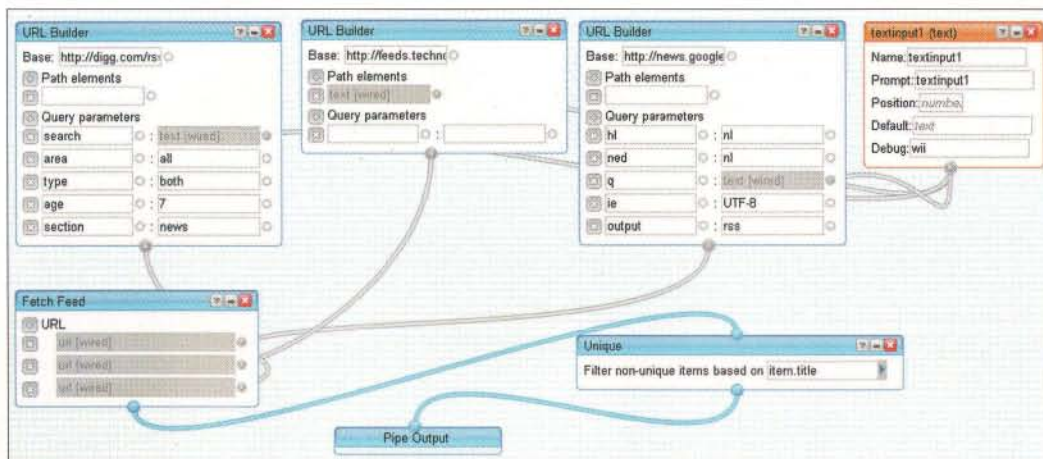 URL Builder
Base: http://digg.com/rs
Path elements
Query parameters
search : text [wired]
area : all
type : both
age : 7
section : news
URL Builder
Base: http://feeds.techno
Path elements
text [wired]
Query parameters
:
URL Builder
Base: http://news.google
Path elements
Query parameters
hl : nl
ned : nl
q : text [wired]
ie : UTF-8
output : rss
textinput1 (text)
Name: textinput1
Prompt: textinput1
Position: number
Default: text
Debug: wii
Fetch Feed
URL
url [wired]
url [wired]
url [wired]
Unique
Filter non-unique items based on item.title
Pipe Output